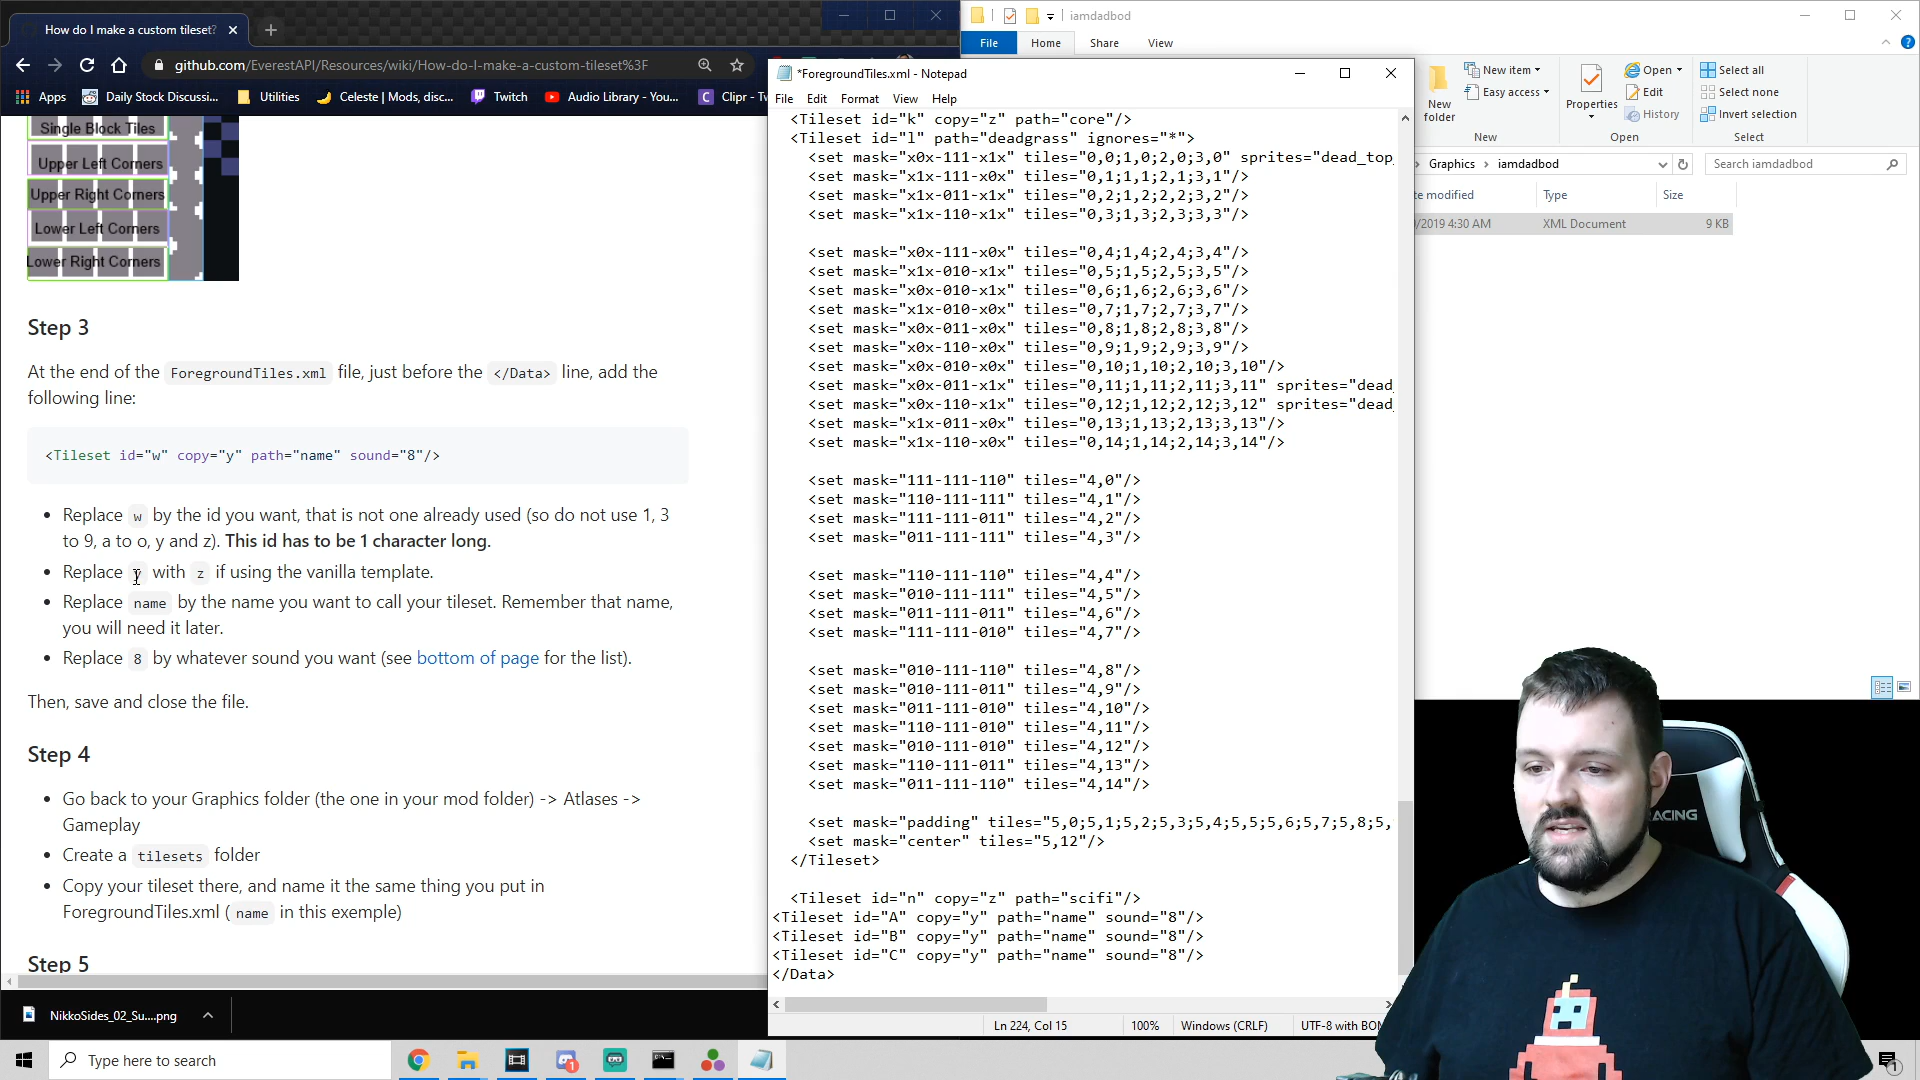 How do I make a custom tileset?
github.com/EverestAPI/Resources/wiki/How-do-I-make-a-custom-tileset%3F
Apps
Daily Stock Discussi...
Utilities
Celeste | Mods, disc...
Twitch
Audio Library - You...
Clipr - Tw
Single Block Tiles
Upper Left Corners
Upper Right Corners
Lower Left Corners
Lower Right Corners
Step 3
At the end of the ForegroundTiles.xml file, just before the </Data> line, add the
following line:
<Tileset id="w" copy="y" path="name" sound="8"/>
• Replace w by the id you want, that is not one already used (so do not use 1, 3
to 9, a to o, y and z). This id has to be 1 character long.
• Replace y with z if using the vanilla template.
• Replace name by the name you want to call your tileset. Remember that name,
you will need it later.
• Replace 8 by whatever sound you want (see bottom of page for the list).
Then, save and close the file.
Step 4
• Go back to your Graphics folder (the one in your mod folder) -> Atlases ->
Gameplay
• Create a tilesets folder
• Copy your tileset there, and name it the same thing you put in
ForegroundTiles.xml ( name in this exemple)
Step 5
NikkoSides_02_Su....png
*ForegroundTiles.xml - Notepad
File Edit Format View Help
<Tileset id="k" copy="z" path="core"/>
<Tileset id="l" path="deadgrass" ignores="*">
<set mask="x0x-111-x1x" tiles="0,0;1,0;2,0;3,0" sprites="dead_top_
<set mask="x1x-111-x0x" tiles="0,1;1,1;2,1;3,1"/>
<set mask="x1x-011-x1x" tiles="0,2;1,2;2,2;3,2"/>
<set mask="x1x-110-x1x" tiles="0,3;1,3;2,3;3,3"/>
<set mask="x0x-111-x0x" tiles="0,4;1,4;2,4;3,4"/>
<set mask="x1x-010-x1x" tiles="0,5;1,5;2,5;3,5"/>
<set mask="x0x-010-x1x" tiles="0,6;1,6;2,6;3,6"/>
<set mask="x1x-010-x0x" tiles="0,7;1,7;2,7;3,7"/>
<set mask="x0x-011-x0x" tiles="0,8;1,8;2,8;3,8"/>
<set mask="x0x-110-x0x" tiles="0,9;1,9;2,9;3,9"/>
<set mask="x0x-010-x0x" tiles="0,10;1,10;2,10;3,10"/>
<set mask="x0x-011-x1x" tiles="0,11;1,11;2,11;3,11" sprites="dead_
<set mask="x0x-110-x1x" tiles="0,12;1,12;2,12;3,12" sprites="dead_
<set mask="x1x-011-x0x" tiles="0,13;1,13;2,13;3,13"/>
<set mask="x1x-110-x0x" tiles="0,14;1,14;2,14;3,14"/>
<set mask="111-111-110" tiles="4,0"/>
<set mask="110-111-111" tiles="4,1"/>
<set mask="111-111-011" tiles="4,2"/>
<set mask="011-111-111" tiles="4,3"/>
<set mask="110-111-110" tiles="4,4"/>
<set mask="010-111-111" tiles="4,5"/>
<set mask="011-111-011" tiles="4,6"/>
<set mask="111-111-010" tiles="4,7"/>
<set mask="010-111-110" tiles="4,8"/>
<set mask="010-111-011" tiles="4,9"/>
<set mask="011-111-010" tiles="4,10"/>
<set mask="110-111-010" tiles="4,11"/>
<set mask="010-111-010" tiles="4,12"/>
<set mask="110-111-011" tiles="4,13"/>
<set mask="011-111-110" tiles="4,14"/>
<set mask="padding" tiles="5,0;5,1;5,2;5,3;5,4;5,5;5,6;5,7;5,8;5,
<set mask="center" tiles="5,12"/>
</Tileset>
<Tileset id="n" copy="z" path="scifi"/>
<Tileset id="A" copy="y" path="name" sound="8"/>
<Tileset id="B" copy="y" path="name" sound="8"/>
<Tileset id="C" copy="y" path="name" sound="8"/>
</Data>
Ln 224, Col 15 100% Windows (CRLF) UTF-8 with BOM
iamdadbod
File Home Share View
New folder
New item
Easy access
New
Properties
Open
Edit
History
Open
Select all
Select none
Invert selection
Select
Graphics > iamdadbod
Search iamdadbod
te modified Type Size
/2019 4:30 AM XML Document 9 KB
RACING
Type here to search